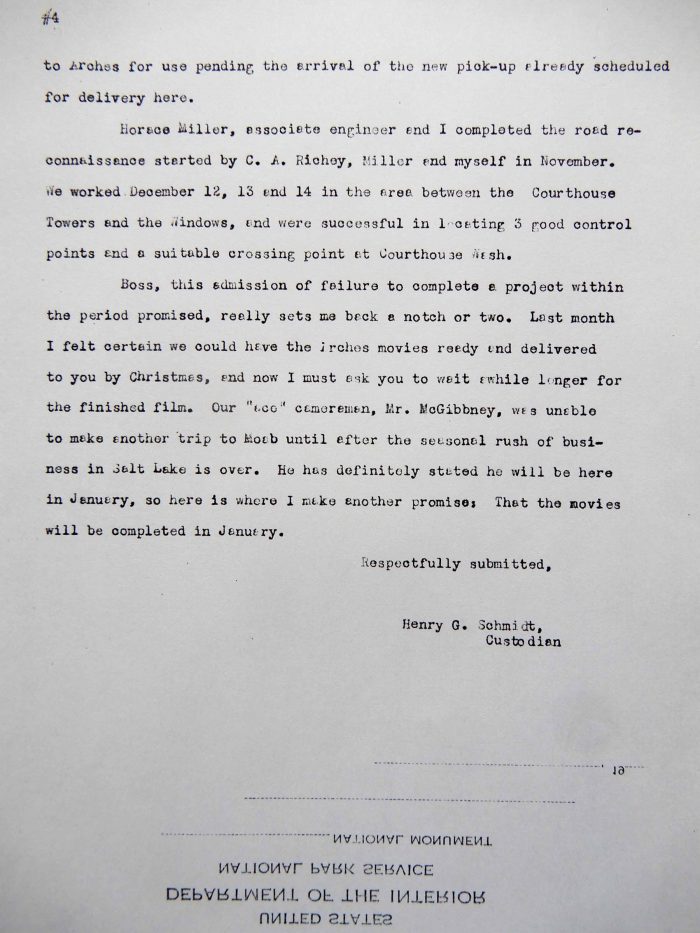 #4
to Arches for use pending the arrival of the new pick-up already scheduled
for delivery here.
Horace Miller, associate engineer and I completed the road re-
connaissance started by C. A. Richey, Miller and myself in November.
We worked December 12, 13 and 14 in the area between the Courthouse
Towers and the Windows, and were successful in locating 3 good control
points and a suitable crossing point at Courthouse Wash.
Boss, this admission of failure to complete a project within
the period promised, really sets me back a notch or two. Last month
I felt certain we could have the Arches movies ready and delivered
to you by Christmas, and now I must ask you to wait awhile longer for
the finished film. Our "ace" cameraman, Mr. McGibbney, was unable
to make another trip to Moab until after the seasonal rush of busi-
ness in Salt Lake is over. He has definitely stated he will be here
in January, so here is where I make another promise: That the movies
will be completed in January.
Respectfully submitted,
Henry G. Schmidt,
Custodian
19
NATIONAL MONUMENT
NATIONAL PARK SERVICE
DEPARTMENT OF THE INTERIOR
UNITED STATES